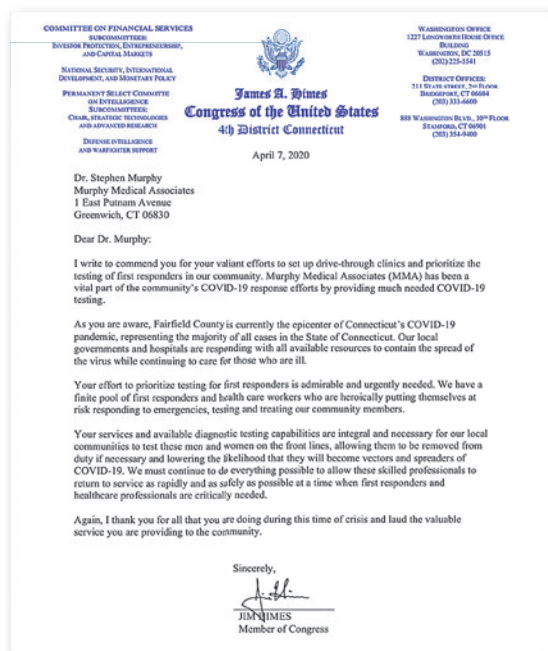 COMMITTEE ON FINANCIAL SERVICES
SUBCOMMITTEES:
INVESTOR PROTECTION, ENTREPRENEURSHIP,
AND CAPITAL MARKETS
NATIONAL SECURITY, INTERNATIONAL
DEVELOPMENT, AND MONETARY POLICY
PERMANENT SELECT COMMITTE
ON INTELLIGENCE
SUBCOMMITTEES:
CHAIR, STRATEGIC TECHNOLOGIES
AND ADVANCED RESEARCH
DEFENSE INTELLIGENCE
AND WARFIGHTER SUPPORT
James A. Himes
Congress of the United States
4th District Connecticut
WASHINGTON OFFICE
1227 LONGWORTH HOUSE OFFICE
BUILDING
WASHINGTON, DC 20515
(202) 225-5541
DISTRICT OFFICES:
211 STATE STREET, 2ND FLOOR
BRIDGEPORT, CT 06604
(203) 333-6600
888 WASHINGTON BLVD., 10TH FLOOR
STAMFORD, CT 06901
(203) 354-9400
April 7, 2020
Dr. Stephen Murphy
Murphy Medical Associates
1 East Putnam Avenue
Greenwich, CT 06830
Dear Dr. Murphy:
I write to commend you for your valiant efforts to set up drive-through clinics and prioritize the
testing of first responders in our community. Murphy Medical Associates (MMA) has been a
vital part of the community's COVID-19 response efforts by providing much needed COVID-19
testing.
As you are aware, Fairfield County is currently the epicenter of Connecticut's COVID-19
pandemic, representing the majority of all cases in the State of Connecticut. Our local
governments and hospitals are responding with all available resources to contain the spread of
the virus while continuing to care for those who are ill.
Your effort to prioritize testing for first responders is admirable and urgently needed. We have a
finite pool of first responders and health care workers who are heroically putting themselves at
risk responding to emergencies, testing and treating our community members.
Your services and available diagnostic testing capabilities are integral and necessary for our local
communities to test these men and women on the front lines, allowing them to be removed from
duty if necessary and lowering the likelihood that they will become vectors and spreaders of
COVID-19. We must continue to do everything possible to allow these skilled professionals to
return to service as rapidly and as safely as possible at a time when first responders and
healthcare professionals are critically needed.
Again, I thank you for all that you are doing during this time of crisis and laud the valuable
service you are providing to the community.
Sincerely,
JIM HIMES
Member of Congress